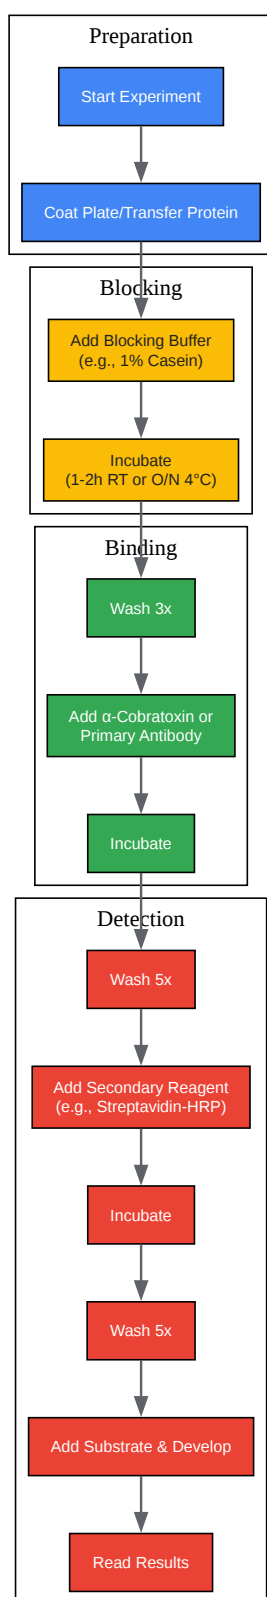 Preparation
Start Experiment
Coat Plate/Transfer Protein
Blocking
Add Blocking Buffer
(e.g., 1% Casein)
Incubate
(1-2h RT or O/N 4°C)
Binding
Wash 3x
Add α-Cobratoxin or
Primary Antibody
Incubate
Detection
Wash 5x
Add Secondary Reagent
(e.g., Streptavidin-HRP)
Incubate
Wash 5x
Add Substrate & Develop
Read Results